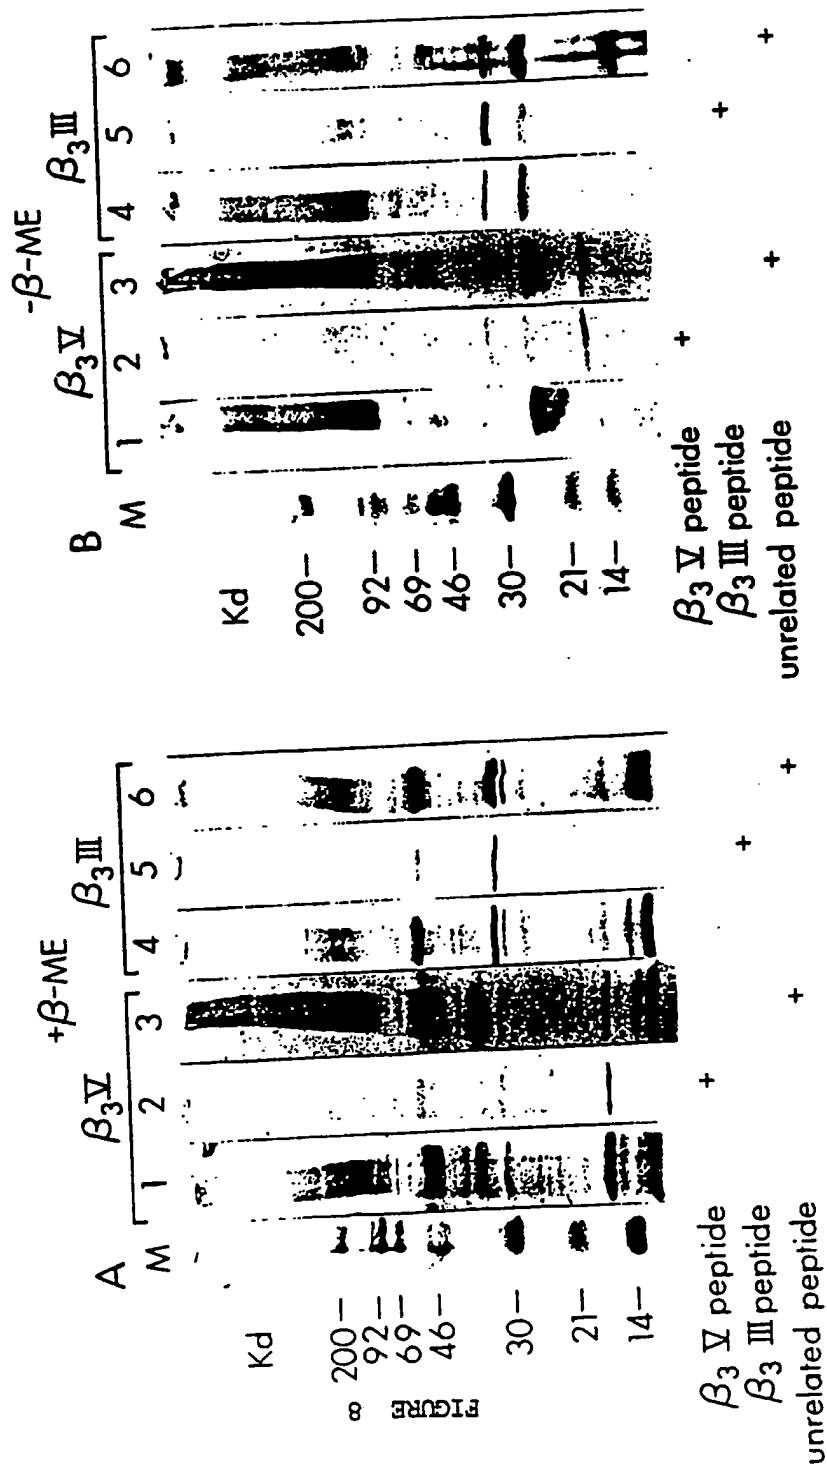 FIGURE 8
A
+β-ME
β₃Ⅴ β₃Ⅲ
M 1 2 3 4 5 6
Kd
200—
92—
69—
46—
30—
21—
14—
β₃ Ⅴ peptide +
β₃ Ⅲ peptide +
unrelated peptide + +
B
-β-ME
β₃Ⅴ β₃Ⅲ
M 1 2 3 4 5 6
Kd
200—
92—
69—
46—
30—
21—
14—
β₃ Ⅴ peptide +
β₃ Ⅲ peptide +
unrelated peptide + +